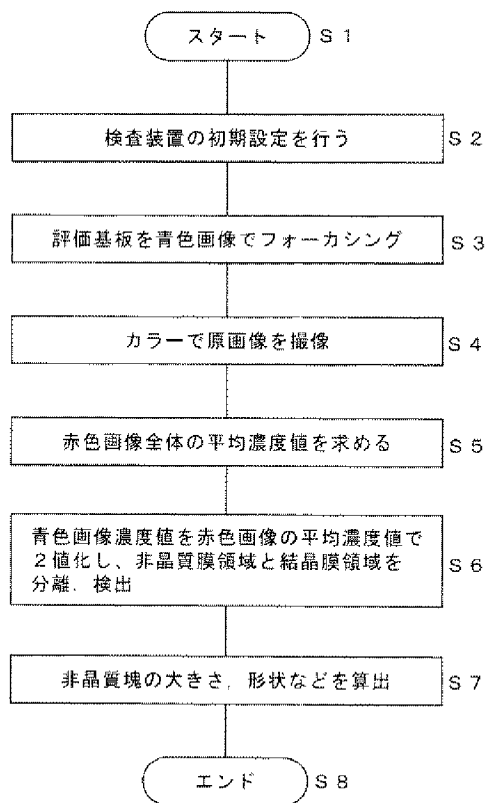 スタート S1
検査装置の初期設定を行う S2
評価基板を青色画像でフォーカシング S3
カラーで原画像を撮像 S4
赤色画像全体の平均濃度値を求める S5
青色画像濃度値を赤色画像の平均濃度値で
2値化し、非晶質膜領域と結晶膜領域を S6
分離,検出
非晶質塊の大きさ,形状などを算出 S7
エンド S8